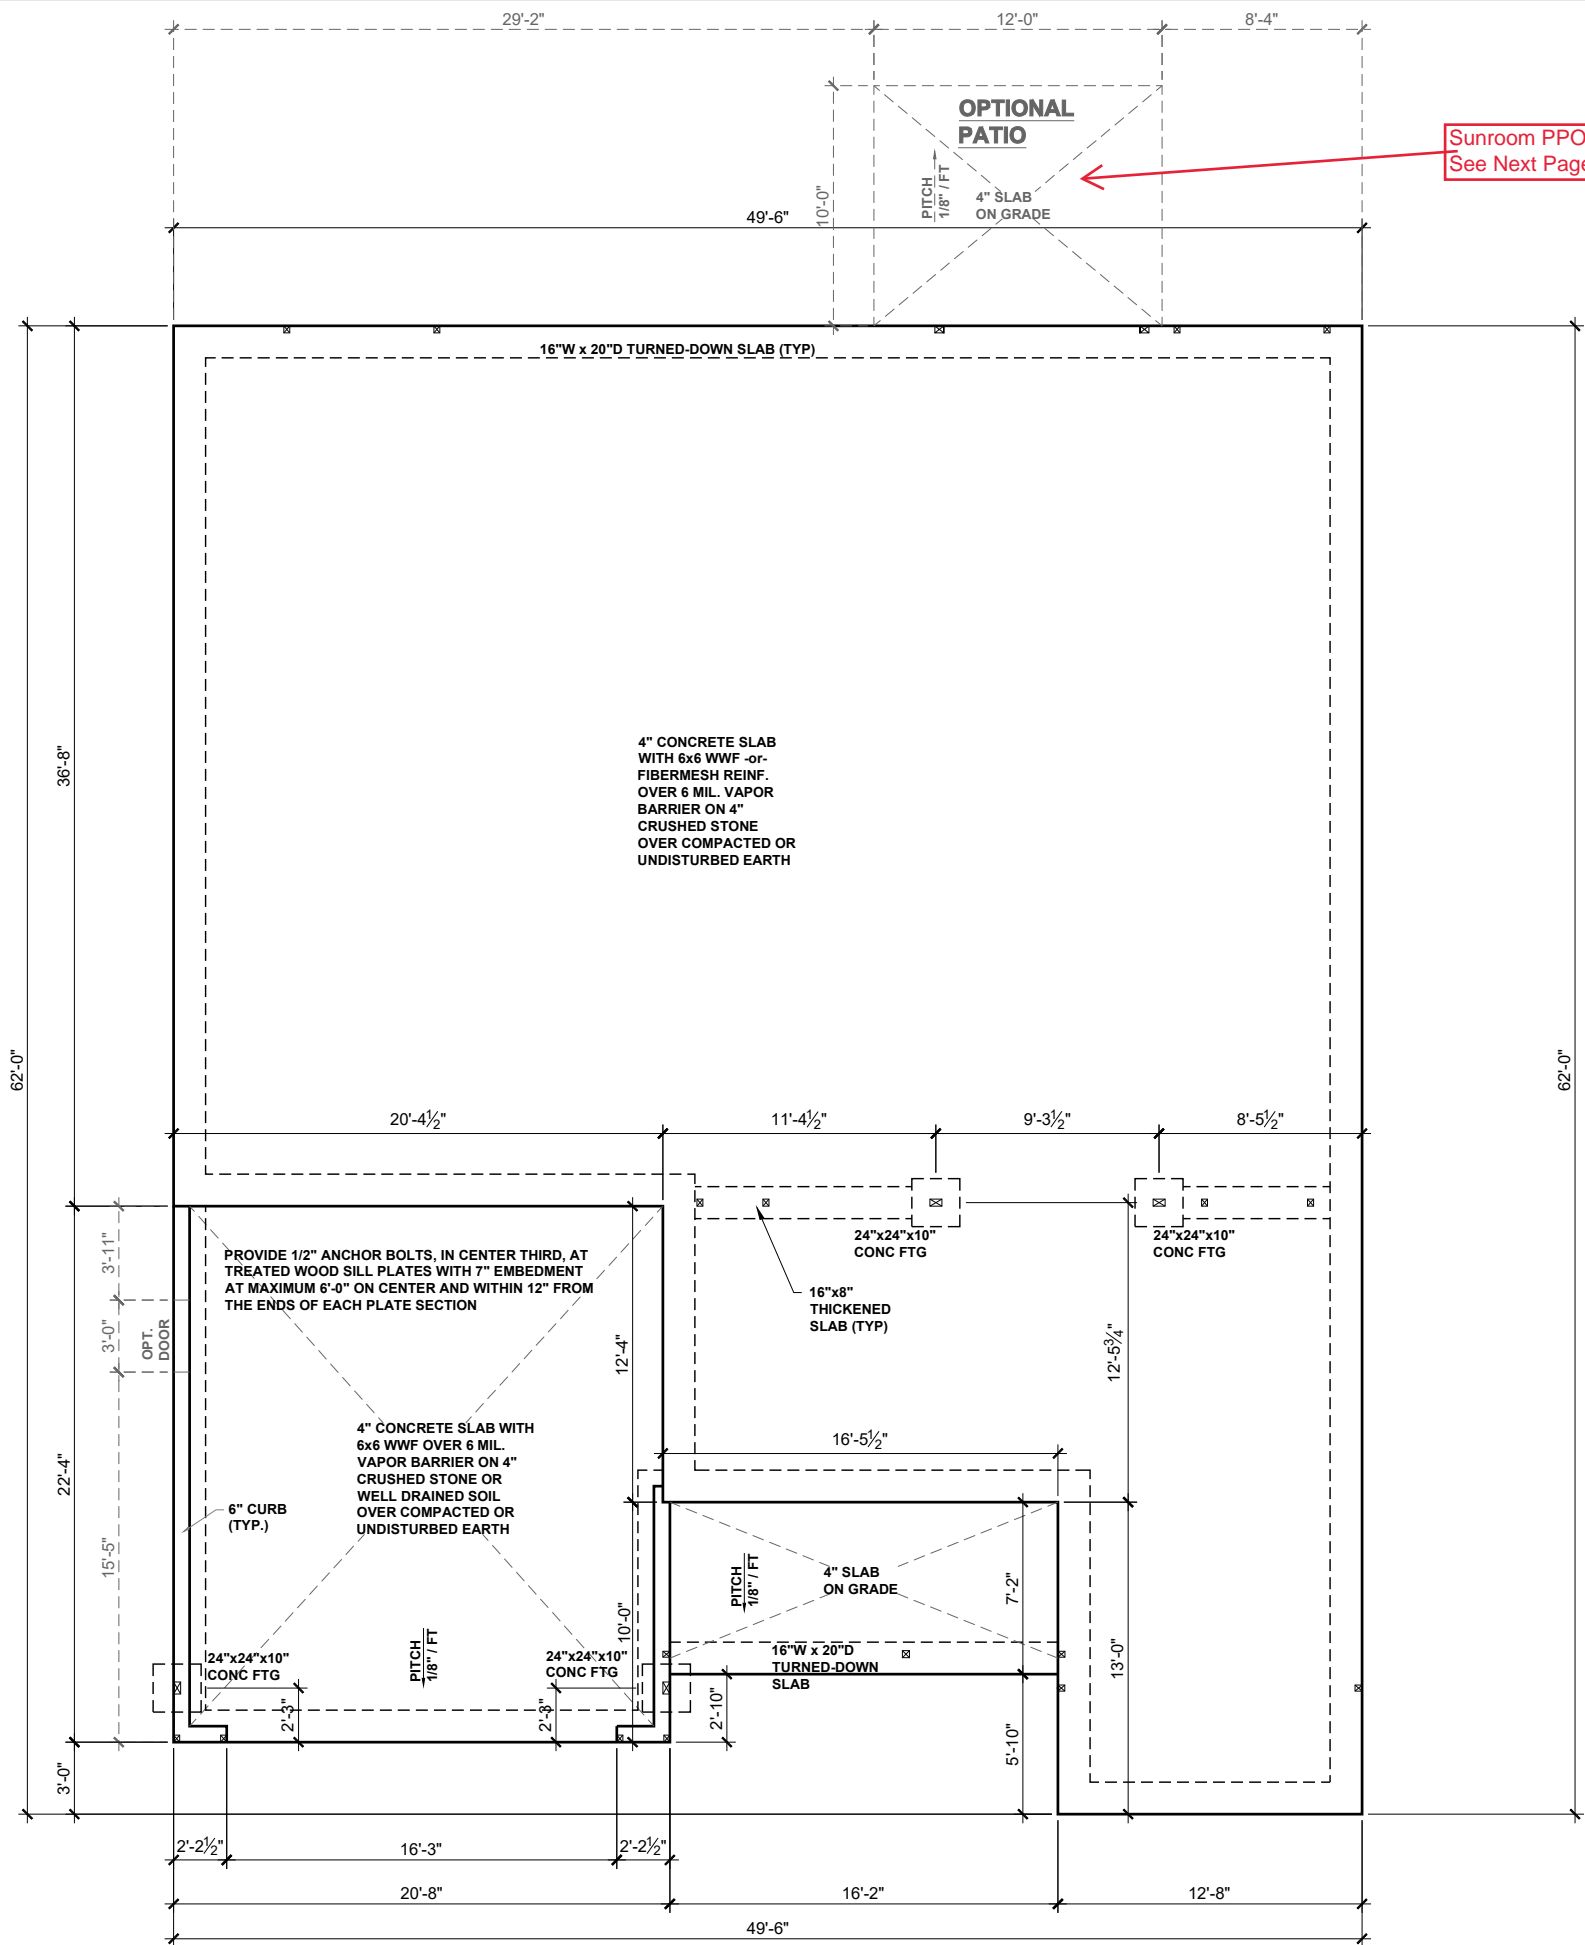 29'-2"
12'-0"
8'-4"
OPTIONAL
PATIO
Sunroom PPO
See Next Page
10'-0"
PITCH
1/8" / FT
4" SLAB
ON GRADE
49'-6"
16"W x 20"D TURNED-DOWN SLAB (TYP)
36'-8"
4" CONCRETE SLAB
WITH 6x6 WWF -or-
FIBERMESH REINF.
OVER 6 MIL. VAPOR
BARRIER ON 4"
CRUSHED STONE
OVER COMPACTED OR
UNDISTURBED EARTH
62'-0"
62'-0"
20'-4½"
11'-4½"
9'-3½"
8'-5½"
3'-11"
PROVIDE 1/2" ANCHOR BOLTS, IN CENTER THIRD, AT
TREATED WOOD SILL PLATES WITH 7" EMBEDMENT
AT MAXIMUM 6'-0" ON CENTER AND WITHIN 12" FROM
THE ENDS OF EACH PLATE SECTION
24"x24"x10"
CONC FTG
24"x24"x10"
CONC FTG
16"x8"
THICKENED
SLAB (TYP)
3'-0"
OPT.
DOOR
12'-4"
12'-5¾"
4" CONCRETE SLAB WITH
6x6 WWF OVER 6 MIL.
VAPOR BARRIER ON 4"
CRUSHED STONE OR
WELL DRAINED SOIL
OVER COMPACTED OR
UNDISTURBED EARTH
16'-5½"
22'-4"
6" CURB
(TYP.)
15'-5"
PITCH
1/8" / FT
4" SLAB
ON GRADE
7'-2"
10'-0"
PITCH
1/8" / FT
24"x24"x10"
CONC FTG
24"x24"x10"
CONC FTG
16"W x 20"D
TURNED-DOWN
SLAB
13'-0"
2'-3"
2'-3"
2'-10"
5'-10"
3'-0"
2'-2½"
16'-3"
2'-2½"
20'-8"
16'-2"
12'-8"
49'-6"